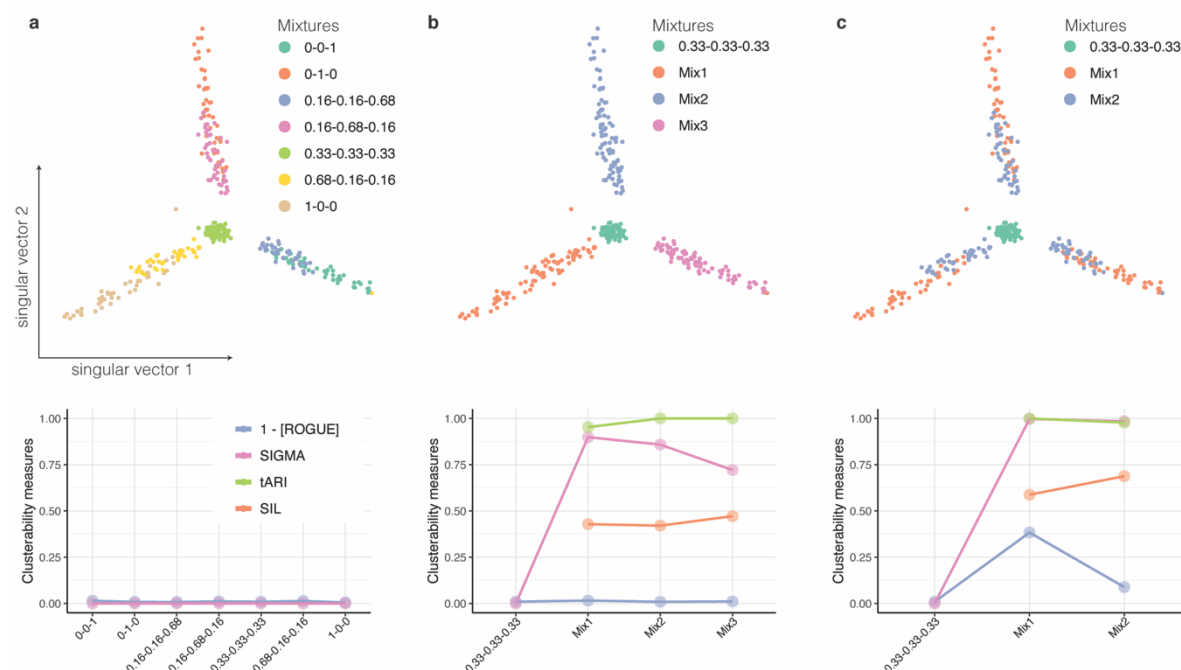 a
Mixtures
0-0-1
0-1-0
0.16-0.16-0.68
0.16-0.68-0.16
0.33-0.33-0.33
0.68-0.16-0.16
1-0-0
singular vector 2
singular vector 1
b
Mixtures
0.33-0.33-0.33
Mix1
Mix2
Mix3
c
Mixtures
0.33-0.33-0.33
Mix1
Mix2
Clusterability measures
1.00
0.75
0.50
0.25
0.00
1 - [ROGUE]
SIGMA
tARI
SIL
0-0-1
0-1-0
0.16-0.16-0.68
0.16-0.68-0.16
0.33-0.33-0.33
0.68-0.16-0.16
1-0-0
Clusterability measures
1.00
0.75
0.50
0.25
0.00
0.33-0.33-0.33
Mix1
Mix2
Mix3
Clusterability measures
1.00
0.75
0.50
0.25
0.00
0.33-0.33-0.33
Mix1
Mix2